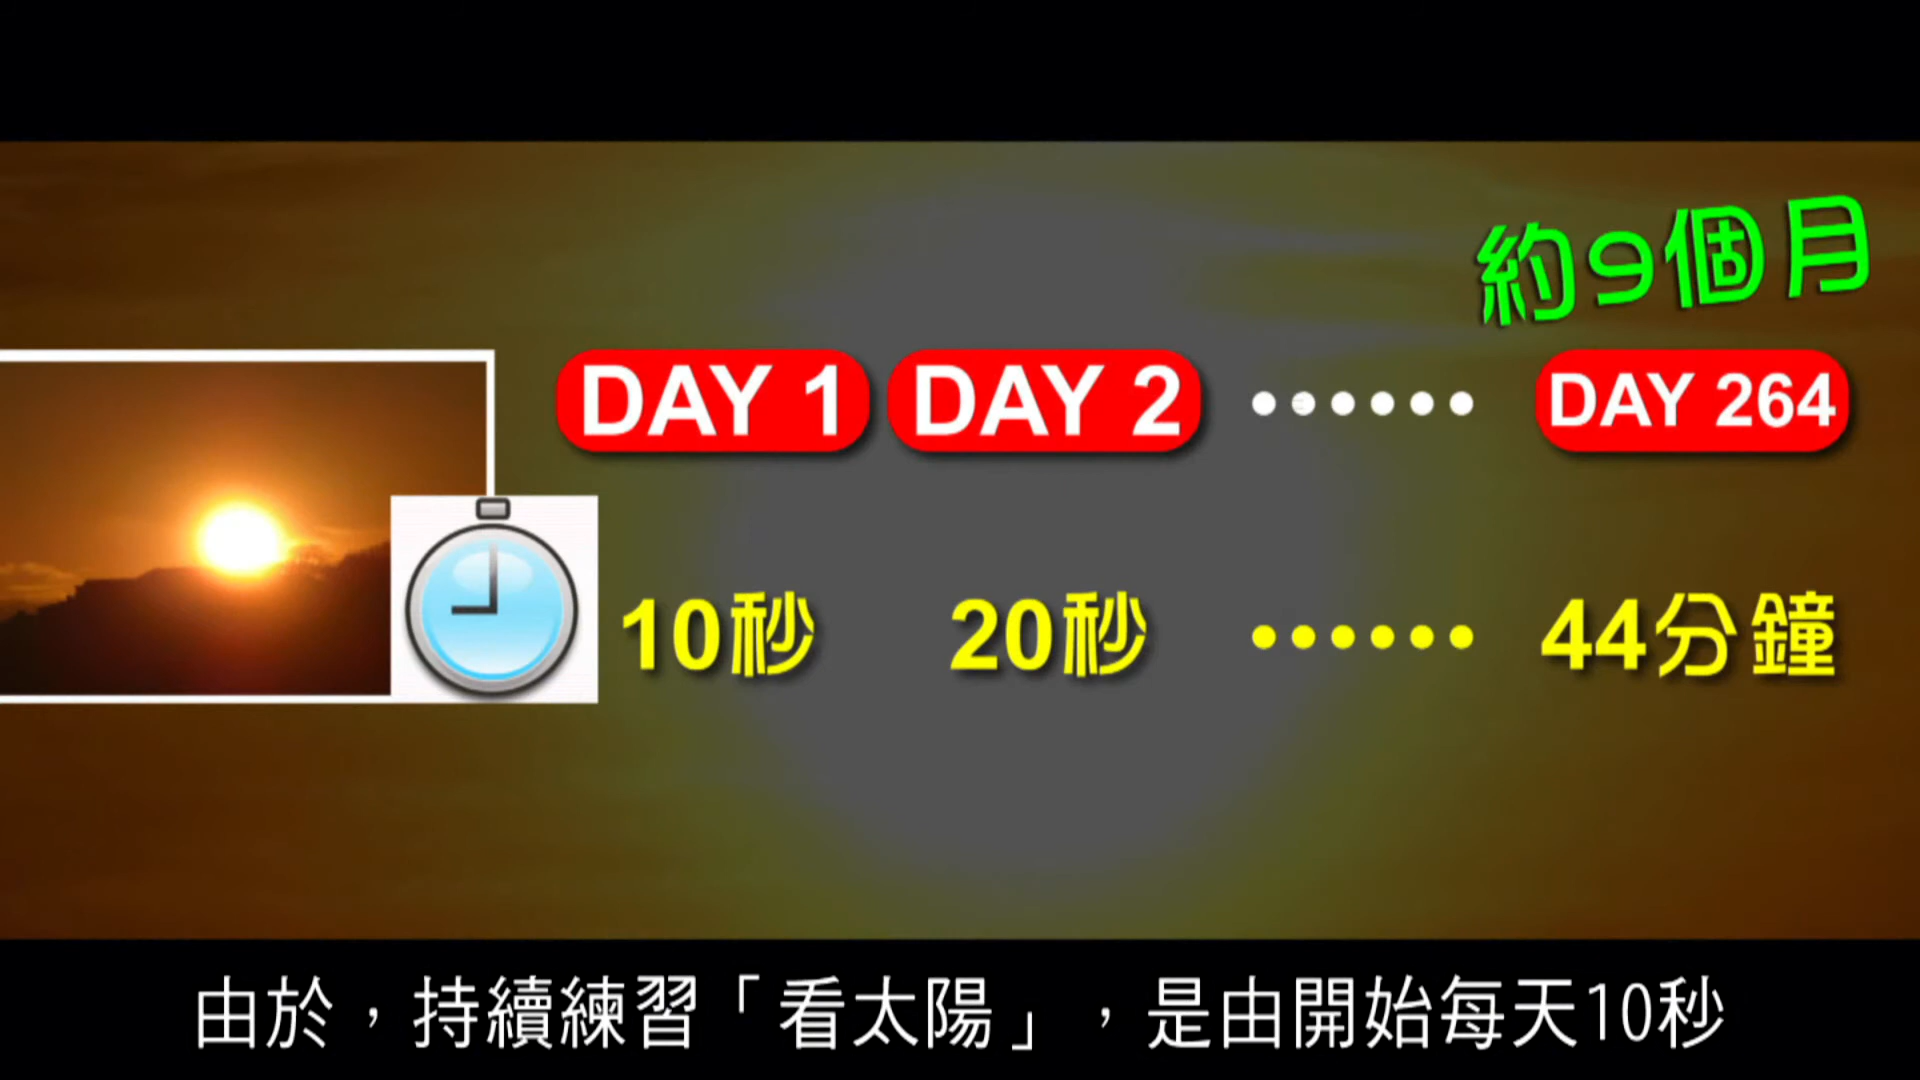 約9個月
DAY 1 DAY 2 ...... DAY 264
10秒 20秒 ...... 44分鐘
由於，持續練習「看太陽」，是由開始每天10秒